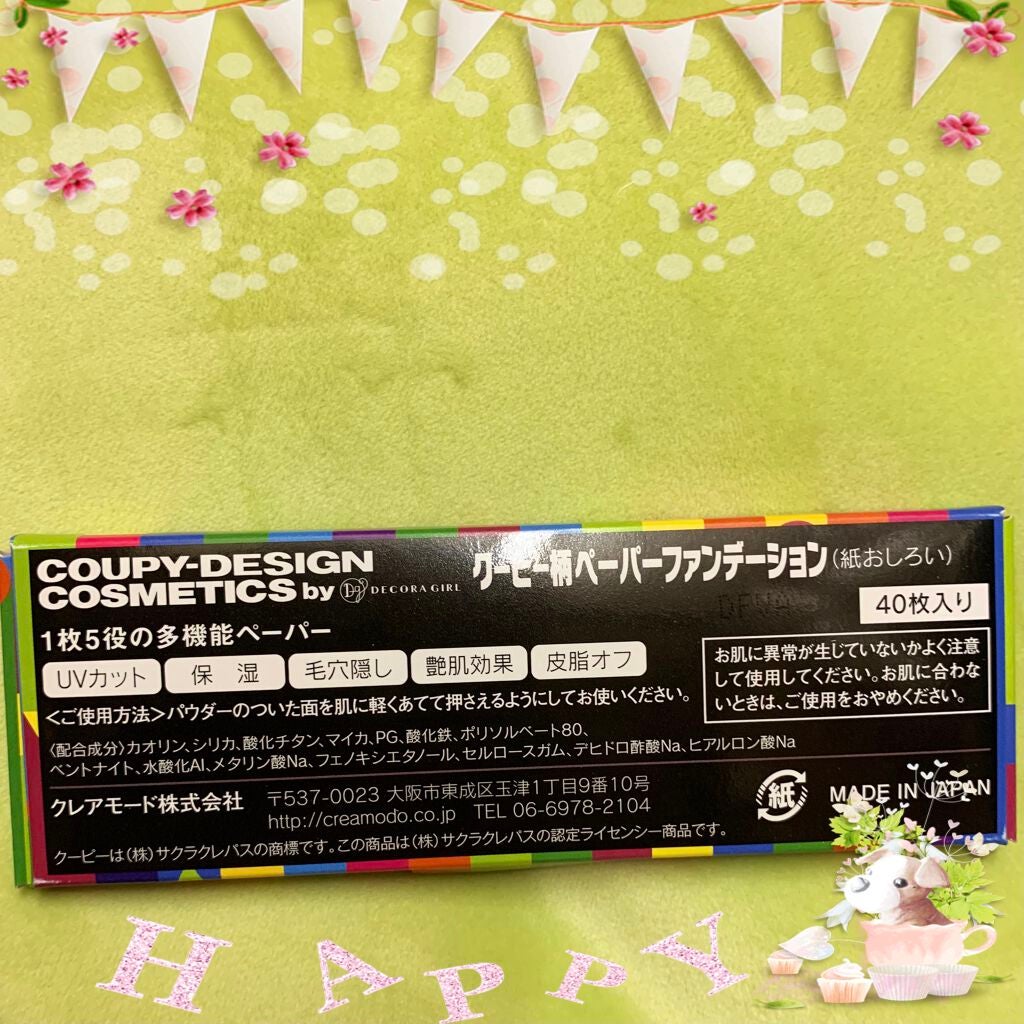 COUPY-DESIGN
COSMETICS by Dg DECORA GIRL
クーピー柄ペーパーファンデーション(紙おしろい)
40枚入り
1枚5役の多機能ペーパー
UVカット 保 湿 毛穴隠し 艶肌効果 皮脂オフ
<ご使用方法>パウダーのついた面を肌に軽くあてて押さえるようにしてお使いください。
お肌に異常が生じていないかよく注意
して使用してください。お肌に合わな
いときは、ご使用をおやめください。
〈配合成分〉カオリン、シリカ、酸化チタン、マイカ、PG、酸化鉄、ポリソルベート80、
ベントナイト、水酸化Al、メタリン酸Na、フェノキシエタノール、セルロースガム、デヒドロ酢酸Na、ヒアルロン酸Na
クレアモード株式会社
〒537-0023 大阪市東成区玉津1丁目9番10号
http://creamodo.co.jp TEL 06-6978-2104
紙
MADE IN JAPAN
クーピーは(株)サクラクレパスの商標です。この商品は(株)サクラクレパスの認定ライセンシー商品です。
HAPPY